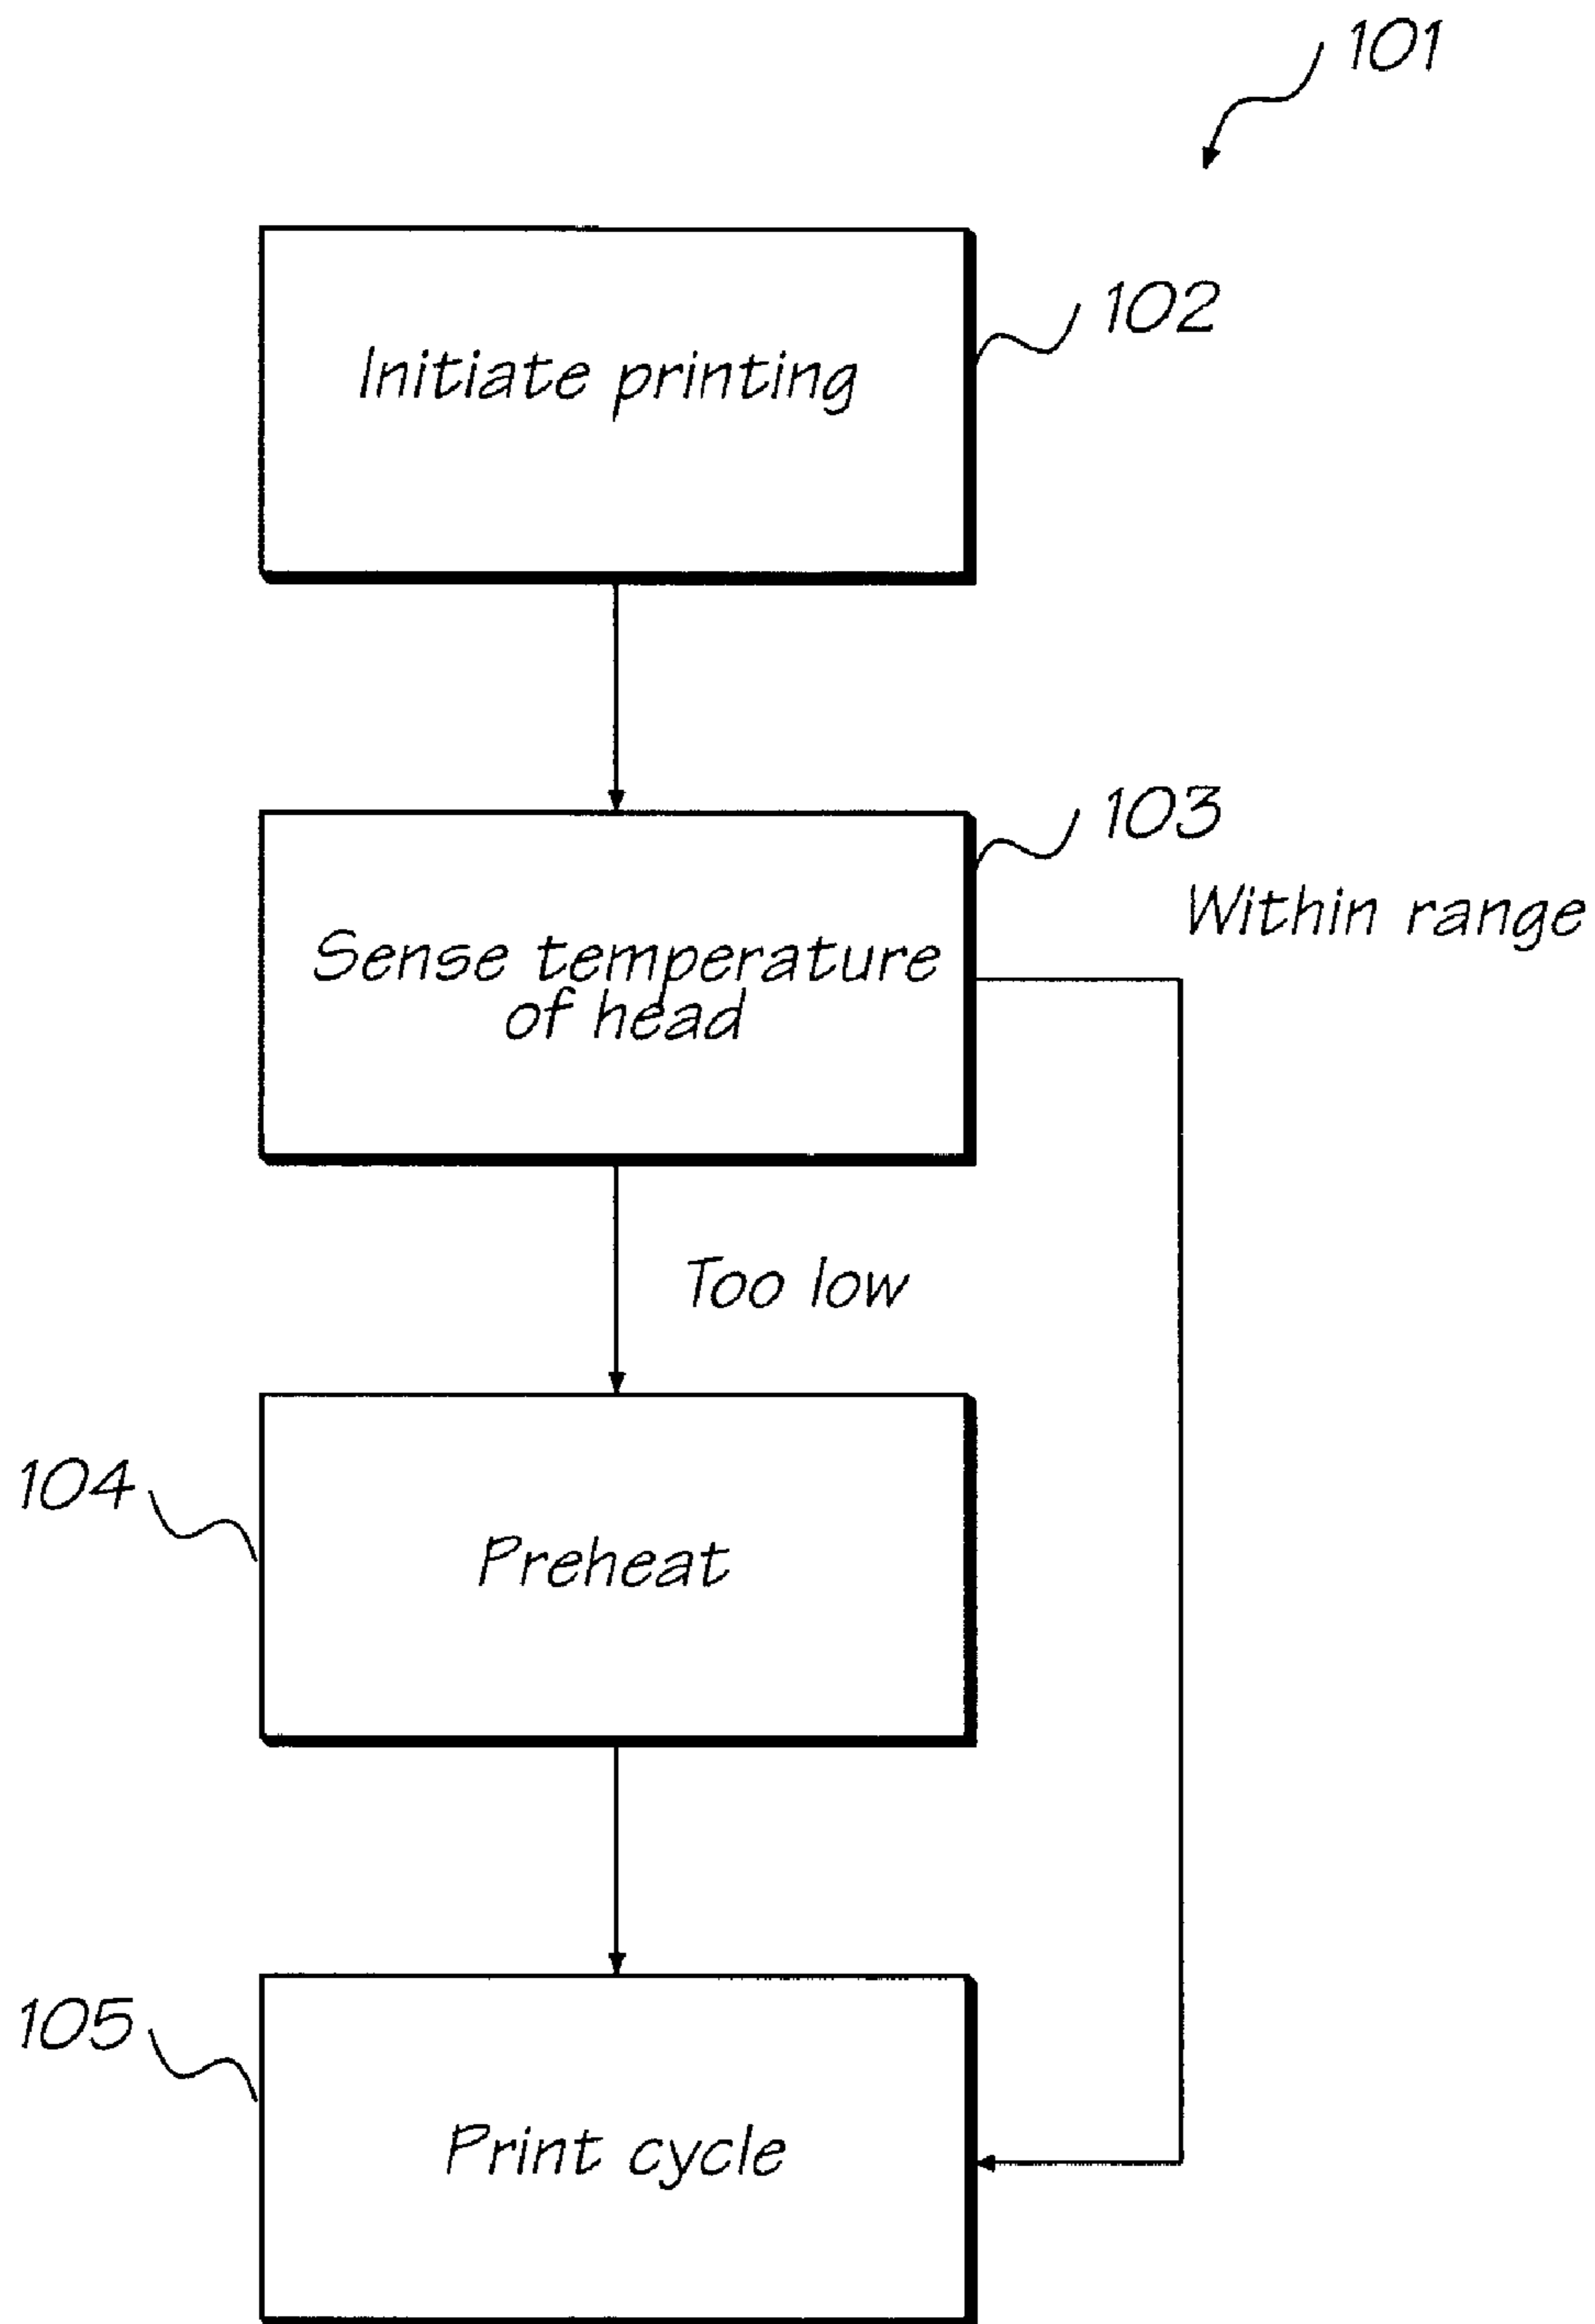 101
Initiate printing
102
103
Within range
Sense temperature
of head
Too low
104
Preheat
105
Print cycle